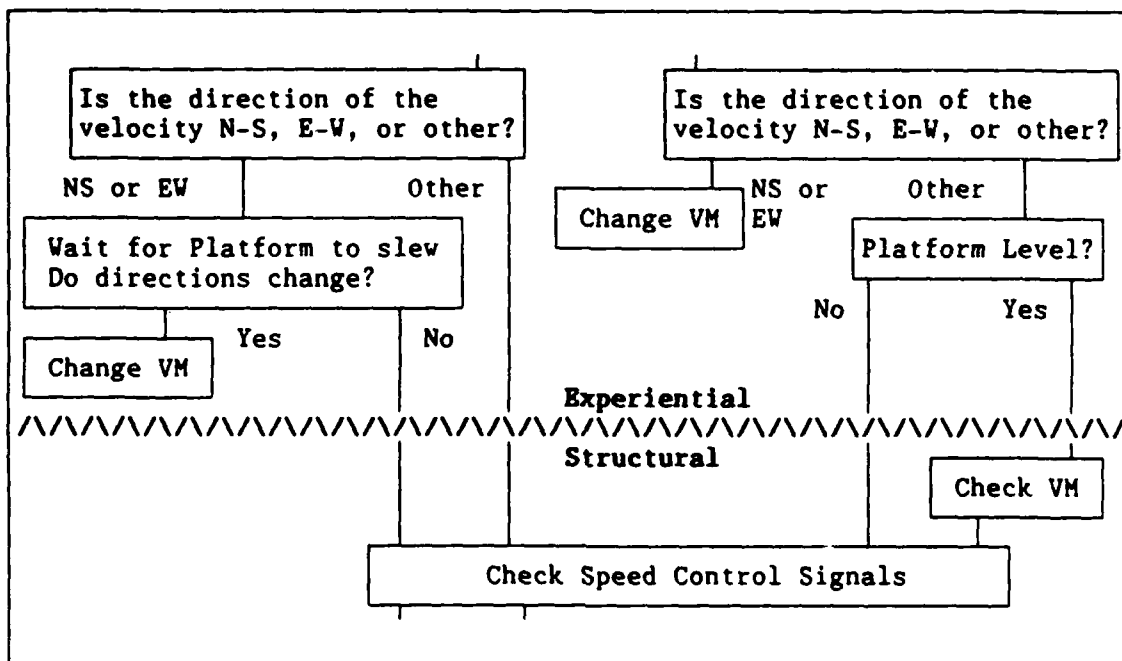 Is the direction of the
velocity N-S, E-W, or other?
Is the direction of the
velocity N-S, E-W, or other?
NS or EW
Other
NS or
EW
Other
Change VM
Wait for Platform to slew
Do directions change?
Platform Level?
Yes
No
No
Yes
Change VM
Experiential
Structural
Check VM
Check Speed Control Signals